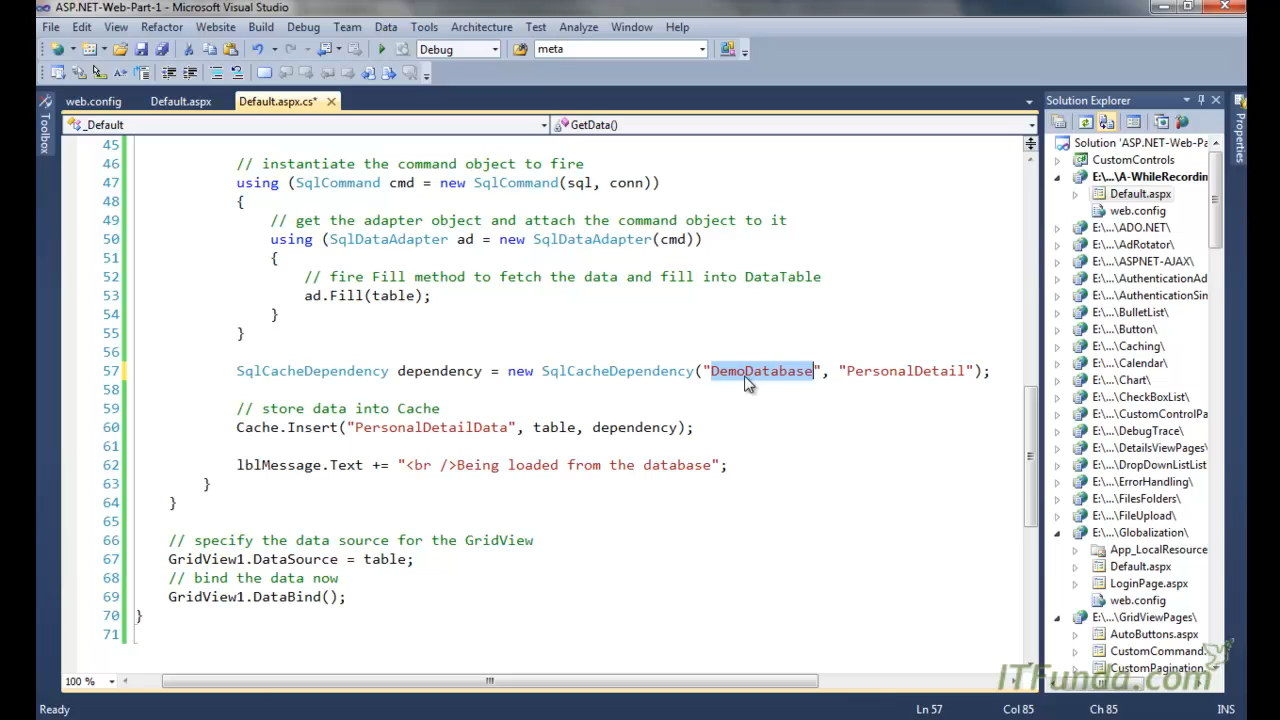 ASP.NET-Web-Part-1 - Microsoft Visual Studio
File Edit View Refactor Website Build Debug Team Data Tools Architecture Test Analyze Window Help
Debug meta
web.config Default.aspx Default.aspx.cs*
Solution Explorer
Toolbox
Properties
_Default GetData()
45
46 // instantiate the command object to fire
47 using (SqlCommand cmd = new SqlCommand(sql, conn))
48 {
49 // get the adapter object and attach the command object to it
50 using (SqlDataAdapter ad = new SqlDataAdapter(cmd))
51 {
52 // fire Fill method to fetch the data and fill into DataTable
53 ad.Fill(table);
54 }
55 }
56
57 SqlCacheDependency dependency = new SqlCacheDependency("DemoDatabase", "PersonalDetail");
58
59 // store data into Cache
60 Cache.Insert("PersonalDetailData", table, dependency);
61
62 lblMessage.Text += "<br />Being loaded from the database";
63 }
64 }
65
66 // specify the data source for the GridView
67 GridView1.DataSource = table;
68 // bind the data now
69 GridView1.DataBind();
70 }
71
Solution 'ASP.NET-Web-Pa
CustomControls
E:\...\A-WhileRecordin
Default.aspx
web.config
E:\...\ADO.NET\
E:\...\AdRotator\
E:\...\ASPNET-AJAX\
E:\...\AuthenticationAd
E:\...\AuthenticationSin
E:\...\BulletList\
E:\...\Button\
E:\...\Caching\
E:\...\Calendar\
E:\...\Chart\
E:\...\CheckBoxList\
E:\...\CustomControlPa
E:\...\DebugTrace\
E:\...\DetailsViewPages\
E:\...\DropDownListList
E:\...\ErrorHandling\
E:\...\FilesFolders\
E:\...\FileUpload\
E:\...\Globalization\
App_LocalResource
Default.aspx
LoginPage.aspx
web.config
E:\...\GridViewPages\
AutoButtons.aspx
CustomCommand.
CustomPagination
100 %
ITFunda.com
Ready Ln 57 Col 85 Ch 85 INS